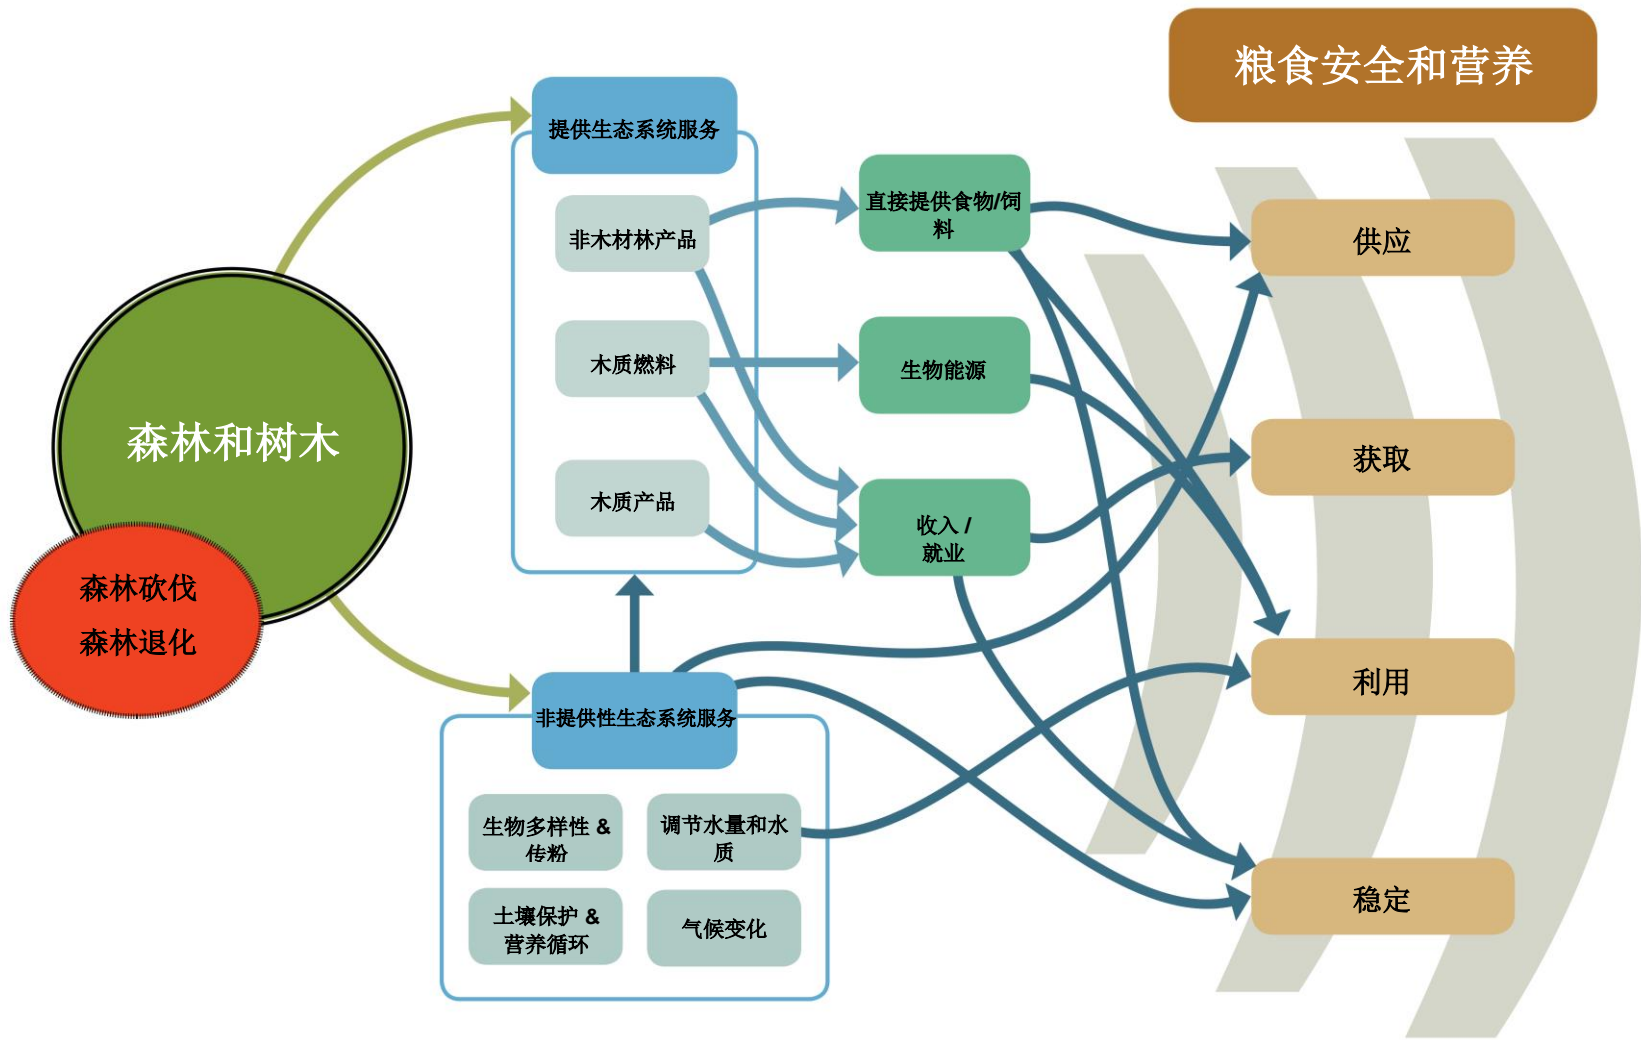 粮食安全和营养
提供生态系统服务
非木材林产品
木质燃料
木质产品
直接提供食物/饲
料
生物能源
收入 /
就业
供应
获取
利用
稳定
森林和树木
森林砍伐
森林退化
非提供性生态系统服务
生物多样性 &
传粉
调节水量和水
质
土壤保护 &
营养循环
气候变化